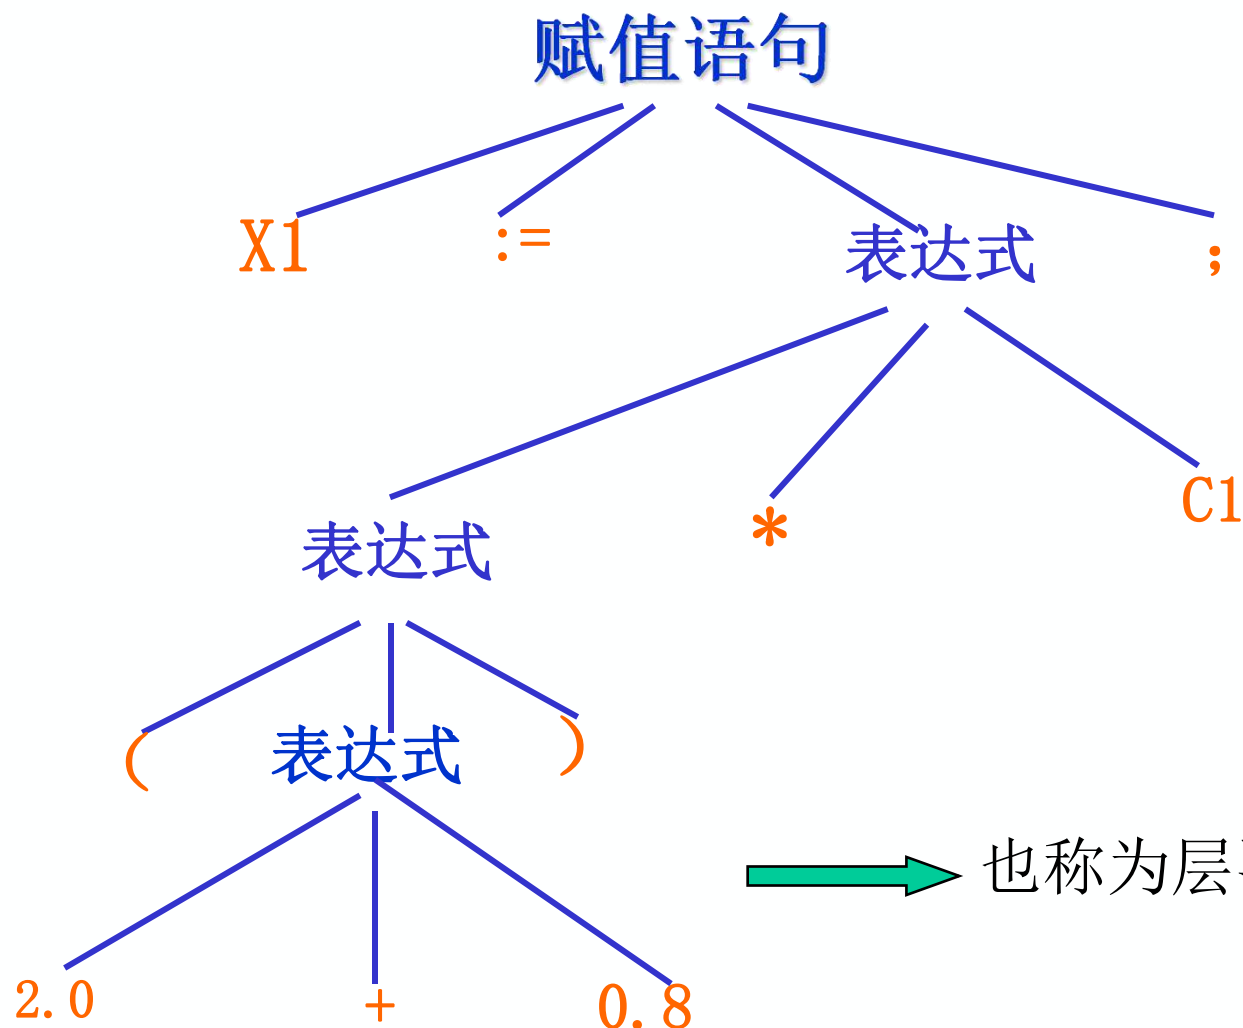 赋值语句
X1 := 表达式 ;
表达式 * C1
( 表达式 )
也称为层
2.0 + 0.8